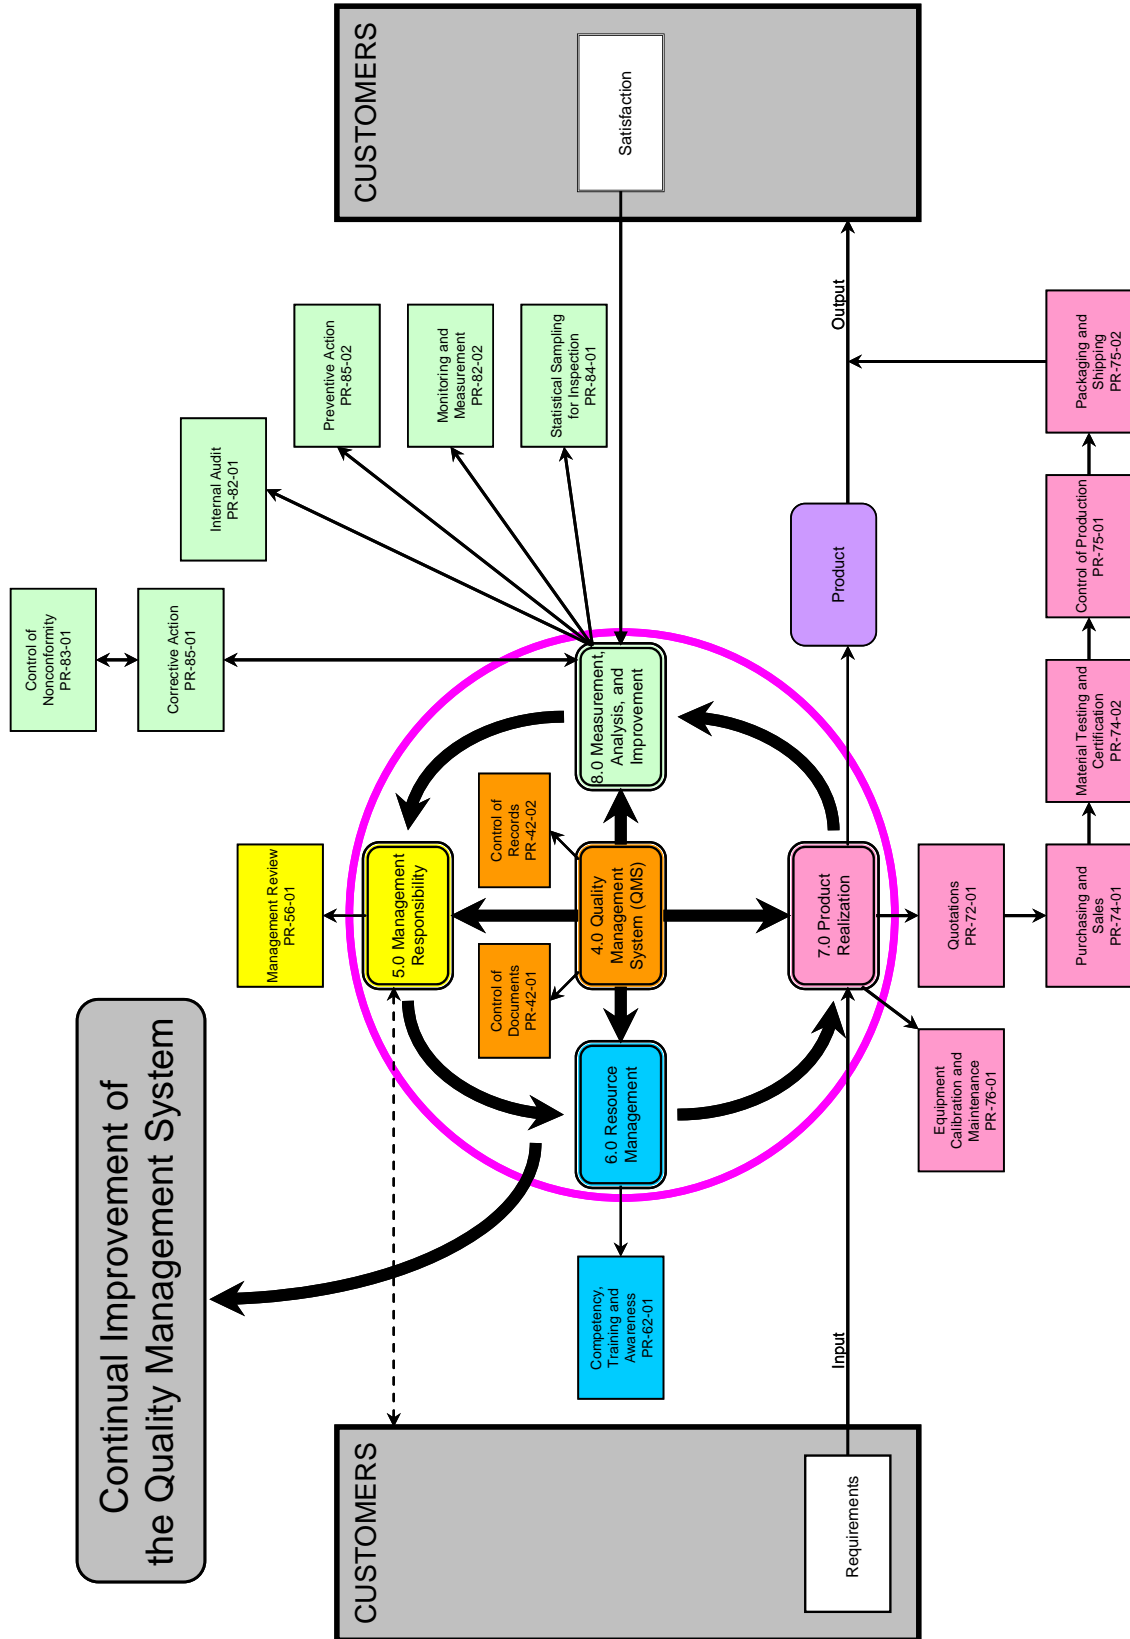 Continual Improvement of
the Quality Management System
Control of
Nonconformity
PR-83-01
Corrective Action
PR-85-01
Internal Audit
PR-82-01
Management Review
PR-56-01
Preventive Action
PR-85-02
CUSTOMERS
CUSTOMERS
5.0 Management
Responsibility
Monitoring and
Measurement
PR-82-02
Control of
Documents
PR-42-01
Control of
Records
PR-42-02
Statistical Sampling
for Inspection
PR-84-01
Competency,
Training and
Awareness
PR-62-01
6.0 Resource
Management
4.0 Quality
Management
System (QMS)
8.0 Measurement,
Analysis, and
Improvement
Satisfaction
Requirements
Input
7.0 Product
Realization
Product
Output
Equipment
Calibration and
Maintenance
PR-76-01
Quotations
PR-72-01
Purchasing and
Sales
PR-74-01
Material Testing and
Certification
PR-74-02
Control of Production
PR-75-01
Packaging and
Shipping
PR-75-02